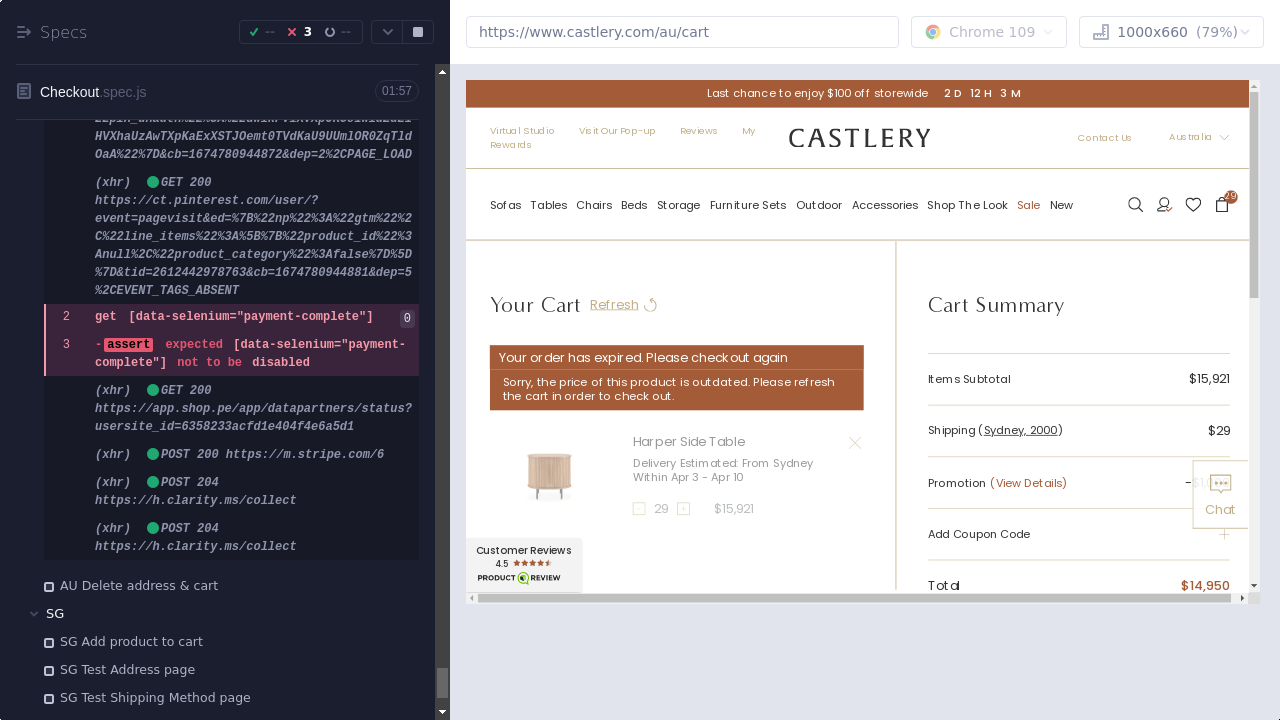 Specs
--
3
--
https://www.castlery.com/au/cart
Chrome 109
1000x660 (79%)
Checkout.spec.js
01:57
HVXhaUzAwTXpKaExXSTJOemt0TVdKaU9UUmlOR0ZqTld
OaA%22%7D&cb=1674780944872&dep=2%2CPAGE_LOAD
(xhr) GET 200
https://ct.pinterest.com/user/?
event=pagevisit&ed=%7B%22np%22%3A%22gtm%22%2
C%22line_items%22%3A%5B%7B%22product_id%22%3
Anull%2C%22product_category%22%3Afalse%7D%5D
%7D&tid=2612442978763&cb=1674780944881&dep=5
%2CEVENT_TAGS_ABSENT
2 get [data-selenium="payment-complete"] 0
3 -assert expected [data-selenium="payment-
complete"] not to be disabled
(xhr) GET 200
https://app.shop.pe/app/datapartners/status?
usersite_id=6358233acfd1e404f4e6a5d1
(xhr) POST 200 https://m.stripe.com/6
(xhr) POST 204
https://h.clarity.ms/collect
(xhr) POST 204
https://h.clarity.ms/collect
AU Delete address & cart
SG
SG Add product to cart
SG Test Address page
SG Test Shipping Method page
Last chance to enjoy $100 off storewide 2 D 12 H 3 M
Virtual Studio Visit Our Pop-up Reviews My
Rewards
CASTLERY
Contact Us
Australia
Sofas Tables Chairs Beds Storage Furniture Sets Outdoor Accessories Shop The Look Sale New
29
Your Cart Refresh
Your order has expired. Please checkout again
Sorry, the price of this product is outdated. Please refresh
the cart in order to check out.
Harper Side Table
Delivery Estimated: From Sydney
Within Apr 3 - Apr 10
- 29 + $15,921
Customer Reviews
4.5
PRODUCT REVIEW
Cart Summary
Items Subtotal $15,921
Shipping (Sydney, 2000) $29
Promotion (View Details)
Chat
Add Coupon Code +
Total $14,950